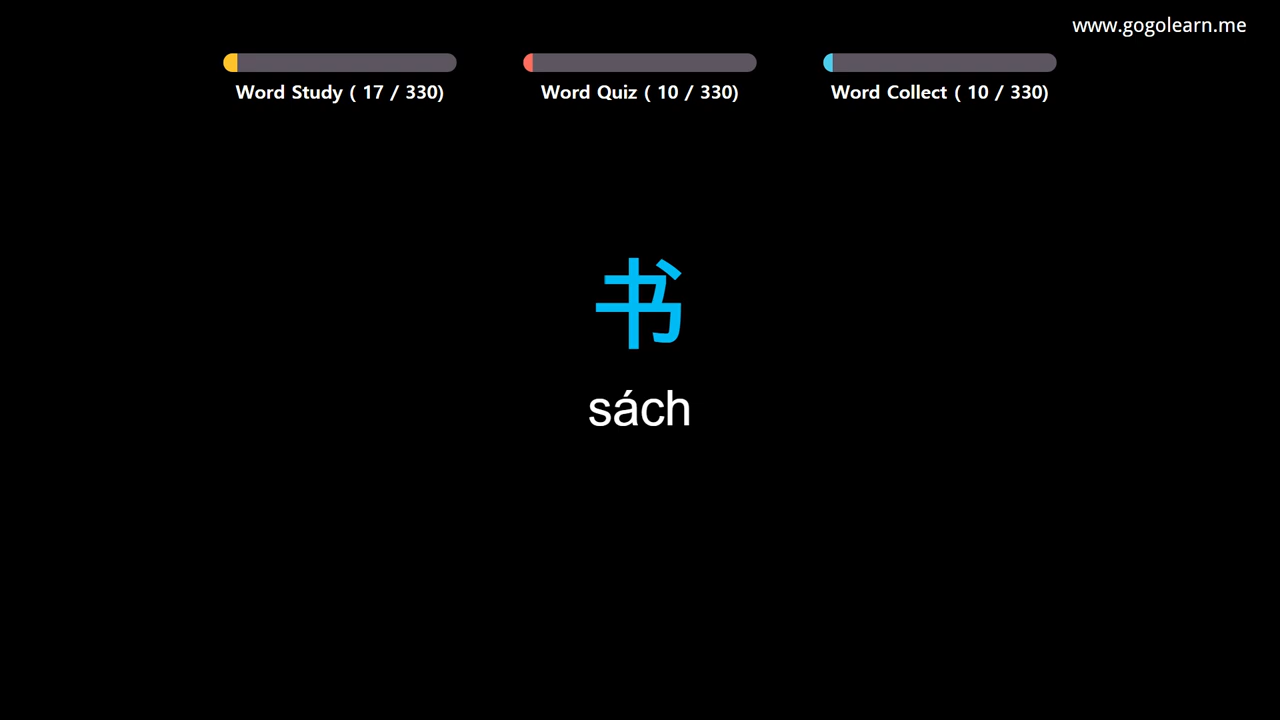 www.gogolearn.me
Word Study ( 17 / 330)
Word Quiz ( 10 / 330)
Word Collect ( 10 / 330)
书
sách